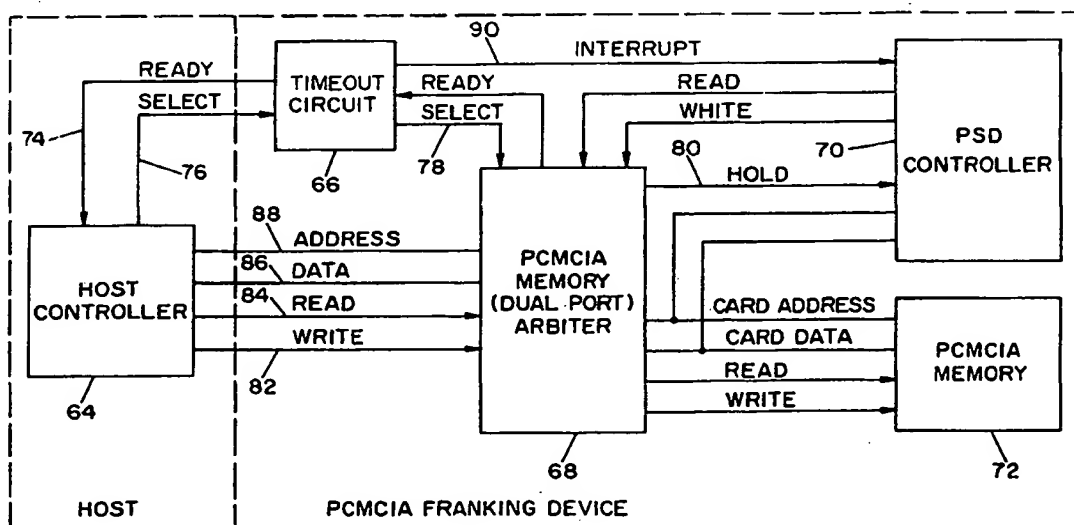 90
INTERRUPT
READY
SELECT
TIMEOUT
CIRCUIT
READY
SELECT
READ
WHITE
PSD
CONTROLLER
74
76
66
78
70
80
HOLD
88
ADDRESS
86
DATA
84
READ
WRITE
82
HOST
CONTROLLER
64
PCMCIA
MEMORY
(DUAL PORT)
ARBITER
68
CARD ADDRESS
CARD DATA
READ
WRITE
PCMCIA
MEMORY
72
HOST
PCMCIA FRANKING DEVICE